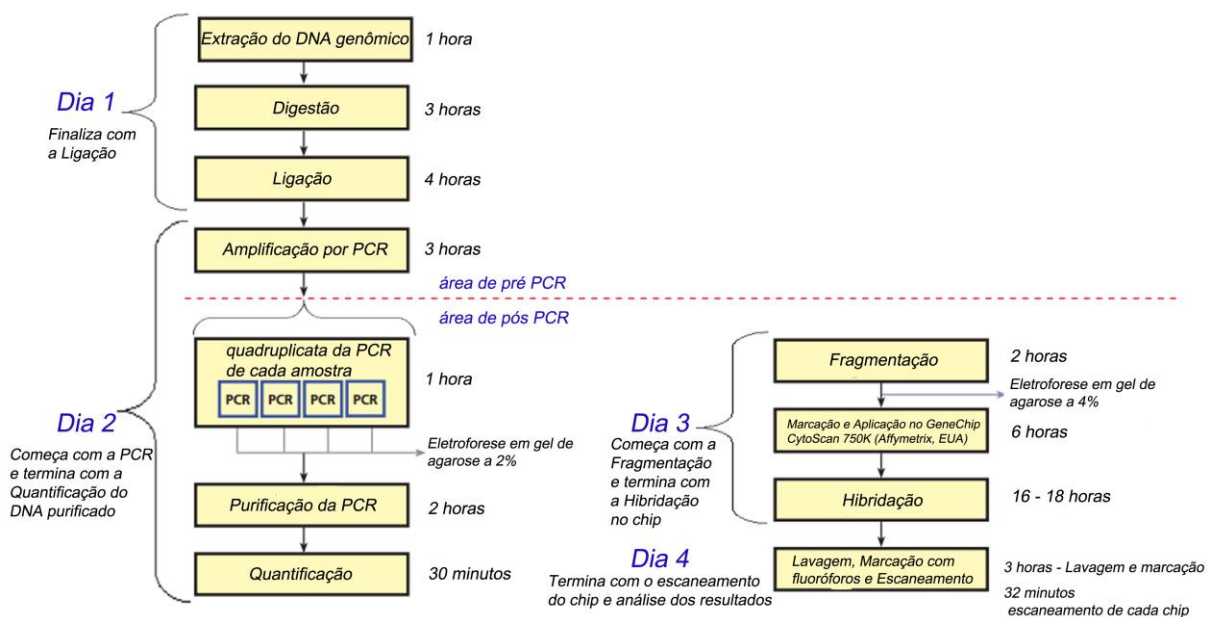 Extração do DNA genômico
1 hora
Dia 1
Finaliza com
a Ligação
Digestão
3 horas
Ligação
4 horas
Amplificação por PCR
3 horas
área de pré PCR
área de pós PCR
quadruplicata da PCR
de cada amostra
PCR PCR PCR PCR
1 hora
Dia 2
Começa com a PCR
e termina com a
Quantificação do
DNA purificado
Eletroforese em gel de
agarose a 2%
Purificação da PCR
2 horas
Quantificação
30 minutos
Fragmentação
2 horas
Eletroforese em gel de
agarose a 4%
Dia 3
Começa com a
Fragmentação
e termina com
a Hibridação
no chip
Marcação e Aplicação no GeneChip
CytoScan 750K (Affymetrix, EUA)
6 horas
Hibridação
16 - 18 horas
Dia 4
Termina com o escaneamento
do chip e análise dos resultados
Lavagem, Marcação com
fluoróforos e Escaneamento
3 horas - Lavagem e marcação
32 minutos
escaneamento de cada chip